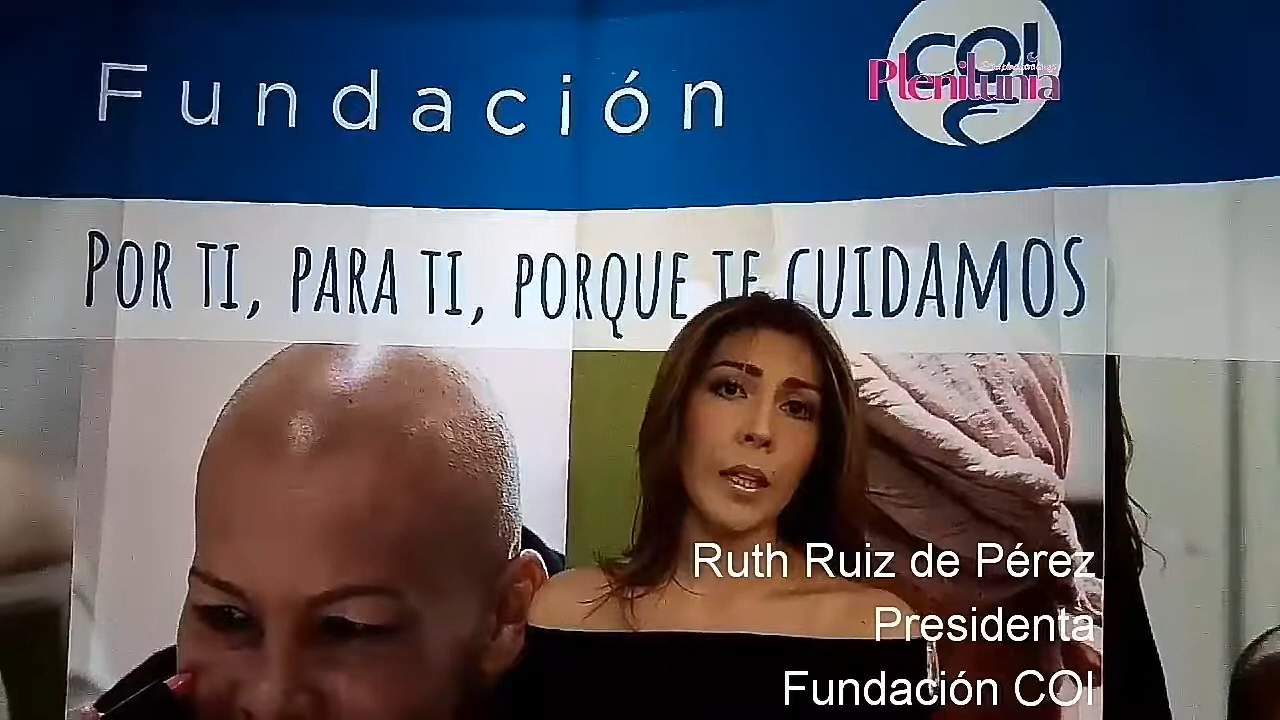 Fundación
COI
Plenilunia
POR TI, PARA TI, PORQUE TE CUIDAMOS
Ruth Ruiz de Pérez
Presidenta
Fundación COI